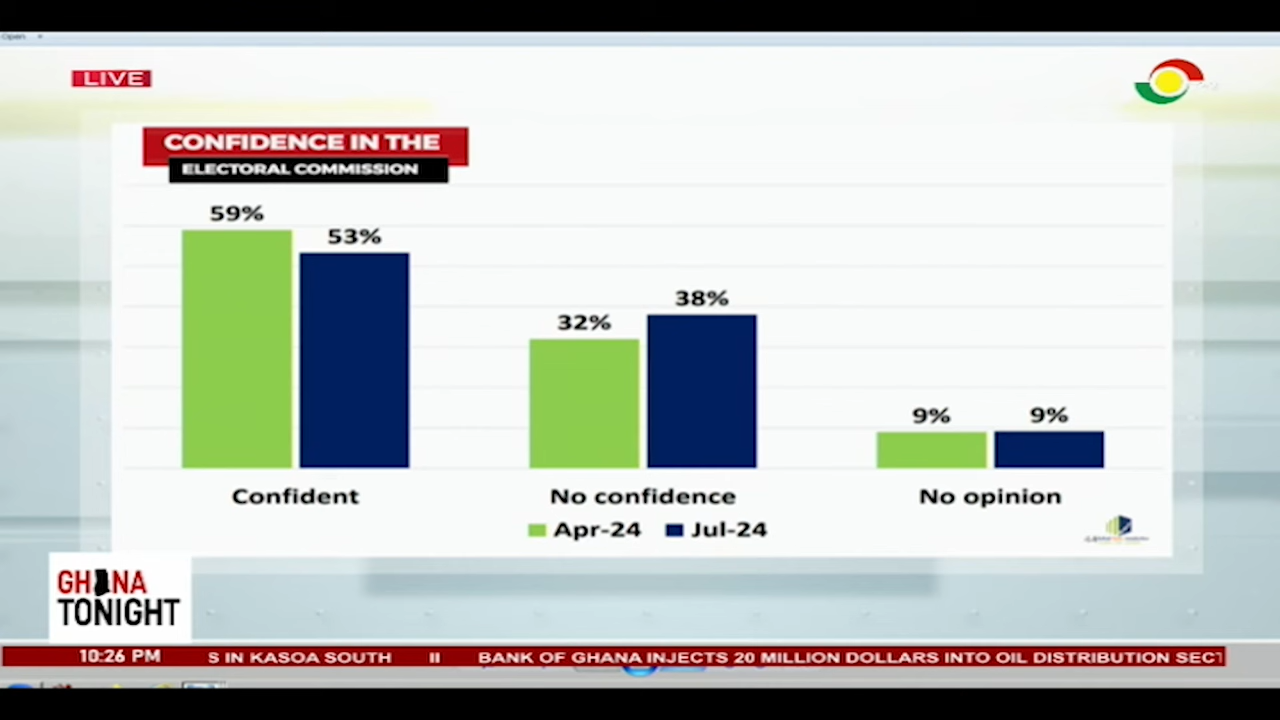 Open
LIVE
CONFIDENCE IN THE
ELECTORAL COMMISSION
59%
53%
32%
38%
9%
9%
Confident
No confidence
No opinion
Apr-24
Jul-24
GHANA
TONIGHT
10:26 PM
S IN KASOA SOUTH II BANK OF GHANA INJECTS 20 MILLION DOLLARS INTO OIL DISTRIBUTION SECT